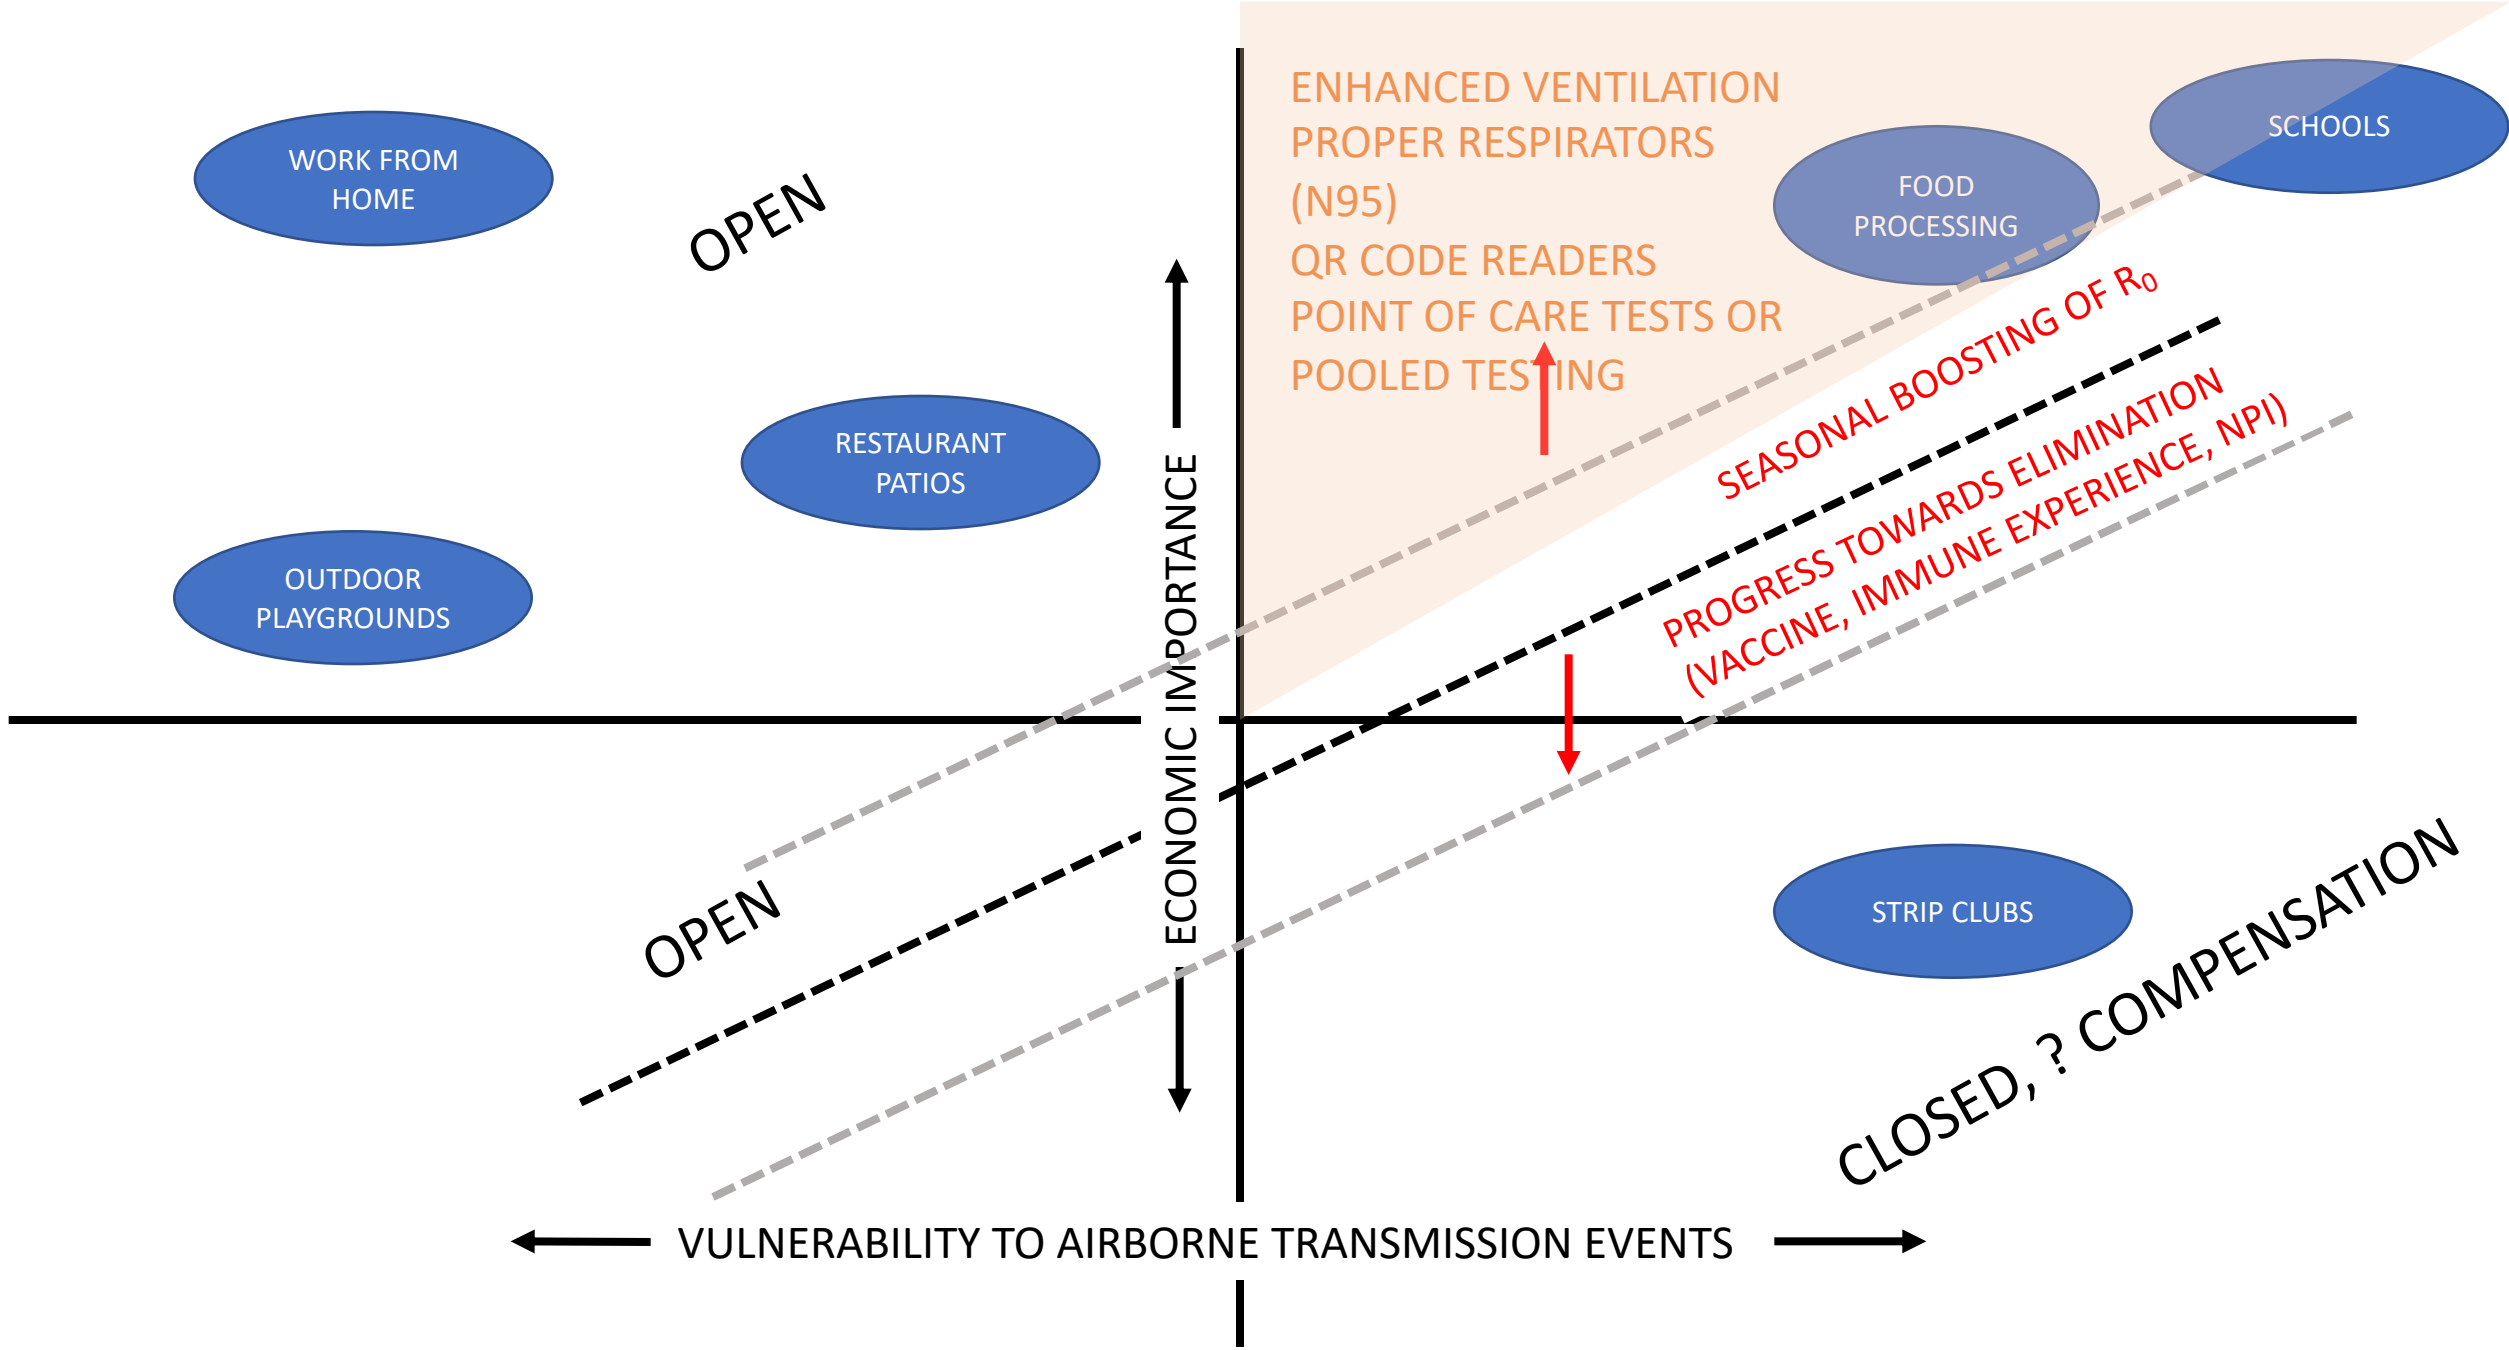 ENHANCED VENTILATION
PROPER RESPIRATORS
(N95)
QR CODE READERS
POINT OF CARE TESTS OR
POOLED TESTING
SCHOOLS
FOOD
PROCESSING
WORK FROM
HOME
OPEN
RESTAURANT
PATIOS
OUTDOOR
PLAYGROUNDS
SEASONAL BOOSTING OF R₀
PROGRESS TOWARDS ELIMINATION
(VACCINE, IMMUNE EXPERIENCE, NPI)
ECONOMIC IMPORTANCE
OPEN
STRIP CLUBS
CLOSED, ? COMPENSATION
VULNERABILITY TO AIRBORNE TRANSMISSION EVENTS